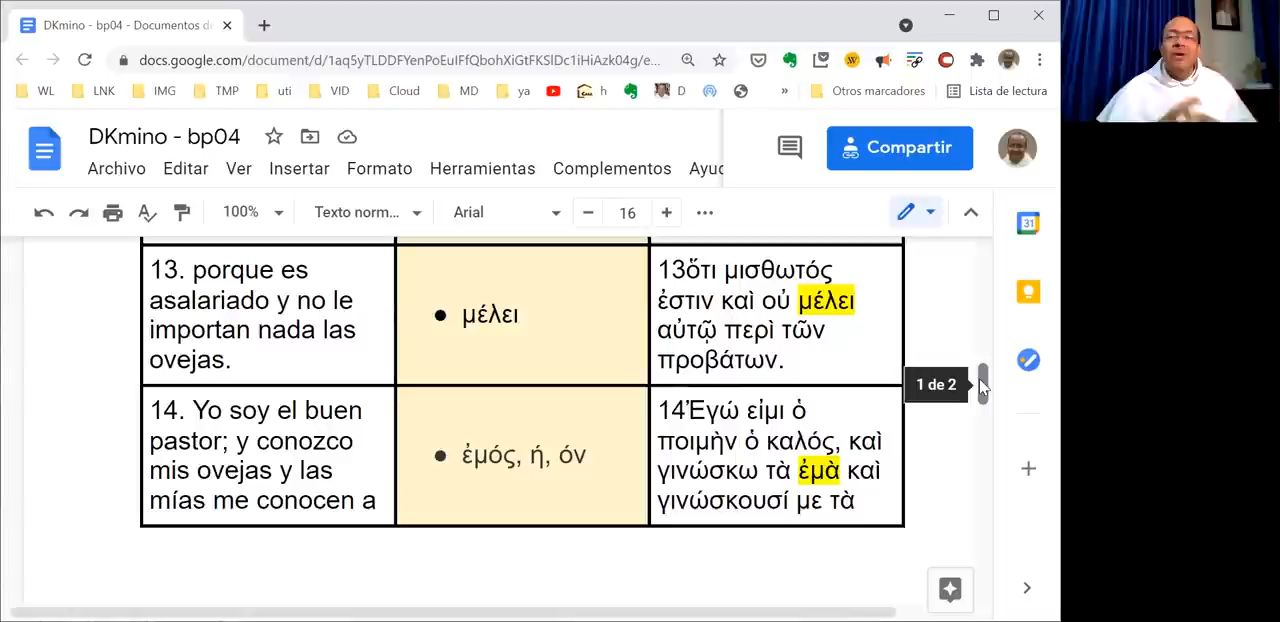 DKmino - bp04 - Documentos d
docs.google.com/document/d/1aq5yTLDDFYenPoEuIFfQbohXiGtFKSlDc1iHiAzk04g/e...
WL LNK IMG TMP uti VID Cloud MD ya h D » Otros marcadores Lista de lectura
DKmino - bp04
Compartir
Archivo Editar Ver Insertar Formato Herramientas Complementos Ayuc
100% Texto norm... Arial 16
31
13. porque es
asalariado y no le
importan nada las
ovejas.
μέλει
13ὅτι μισθωτός
ἐστιν καὶ οὐ μέλει
αὐτῷ περὶ τῶν
προβάτων.
1 de 2
14. Yo soy el buen
pastor; y conozco
mis ovejas y las
mías me conocen a
ἐμός, ή, όν
14Ἐγώ εἰμι ὁ
ποιμὴν ὁ καλός, καὶ
γινώσκω τὰ ἐμὰ καὶ
γινώσκουσί με τὰ